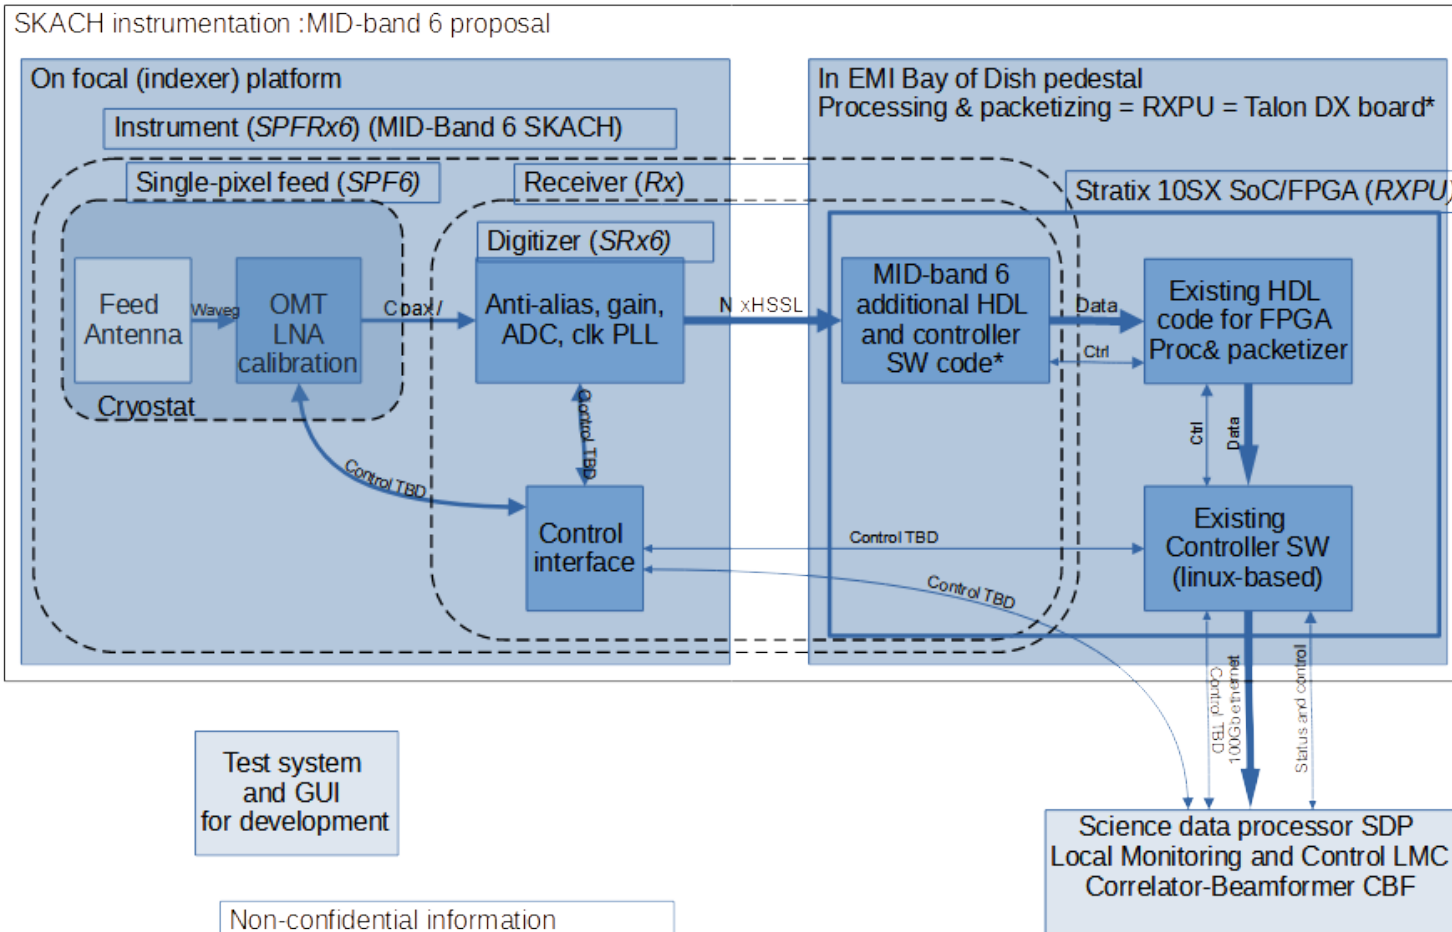 SKACH instrumentation :MID-band 6 proposal
On focal (indexer) platform
Instrument (SPFRx6) (MID-Band 6 SKACH)
Single-pixel feed (SPF6)
Receiver (Rx)
Digitizer (SRx6)
Feed
Antenna
Waveg
OMT
LNA
calibration
Cryostat
Coax /
Anti-alias, gain,
ADC, clk PLL
Control TBD
Control TBD
Control
interface
N xHSSL
In EMI Bay of Dish pedestal
Processing & packetizing = RXPU = Talon DX board*
Stratix 10SX SoC/FPGA (RXPU)
MID-band 6
additional HDL
and controller
SW code*
Data
Ctrl
Existing HDL
code for FPGA
Proc& packetizer
Ctrl
Data
Existing
Controller SW
(linux-based)
Control TBD
Control TBD
Control TBD
100Gb ethernet
Status and control
Test system
and GUI
for development
Science data processor SDP
Local Monitoring and Control LMC
Correlator-Beamformer CBF
Non-confidential information